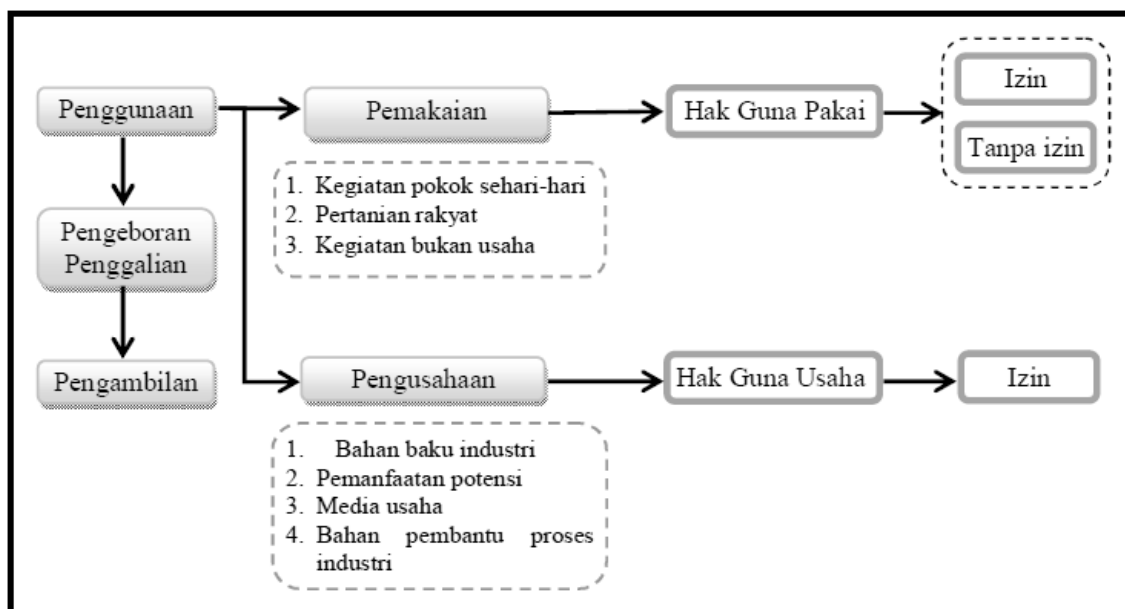 Penggunaan
Pemakaian
Hak Guna Pakai
Izin
Tanpa izin
1. Kegiatan pokok sehari-hari
2. Pertanian rakyat
3. Kegiatan bukan usaha
Pengeboran
Penggalian
Pengambilan
Pengusahaan
Hak Guna Usaha
Izin
1. Bahan baku industri
2. Pemanfaatan potensi
3. Media usaha
4. Bahan pembantu proses
industri